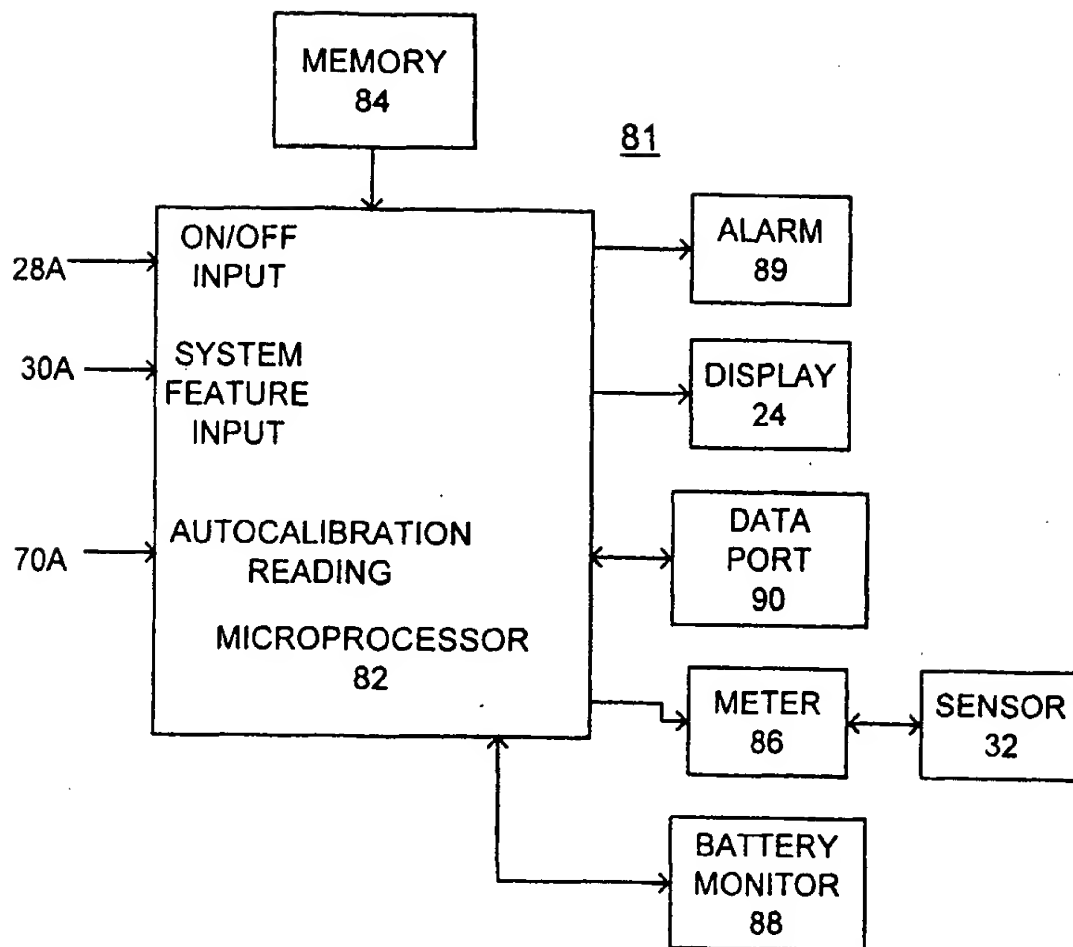 MEMORY
84
81
ON/OFF
INPUT
28A
ALARM
89
SYSTEM
FEATURE
INPUT
30A
DISPLAY
24
AUTOCALIBRATION
READING
70A
DATA
PORT
90
MICROPROCESSOR
82
METER
86
SENSOR
32
BATTERY
MONITOR
88